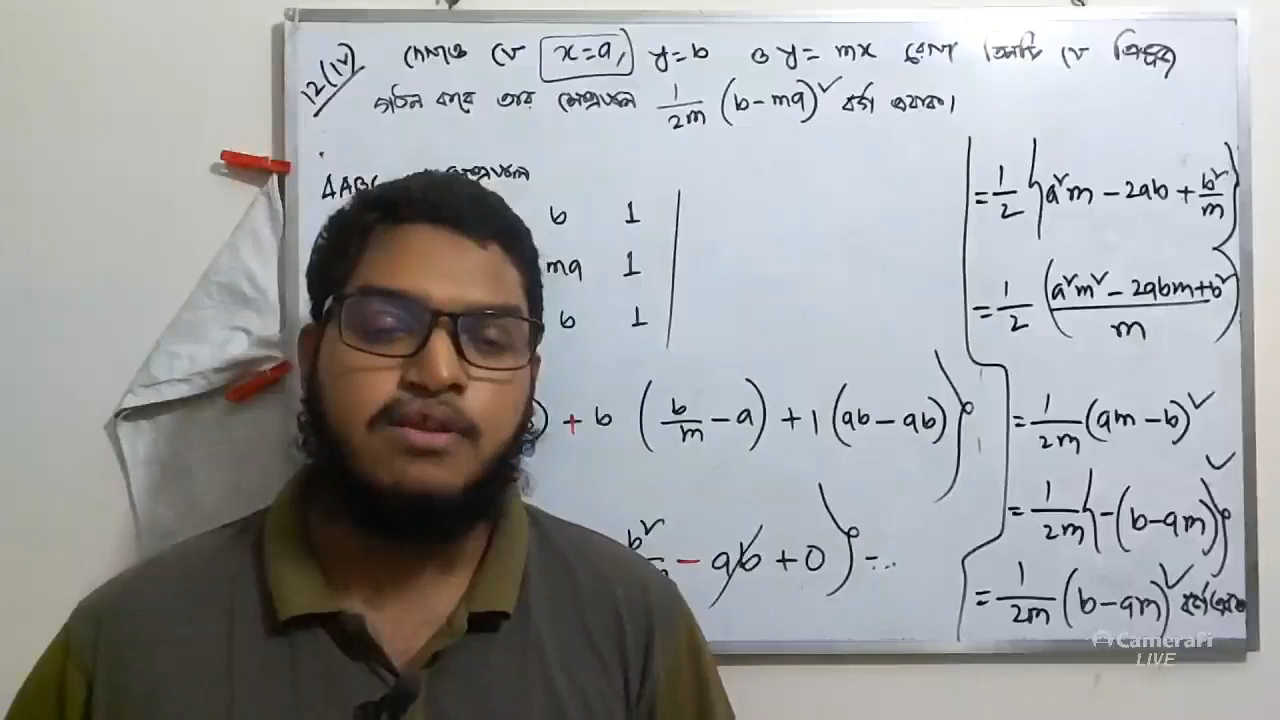 12(iv) দেখাও যে x=a, y=b ও y=mx রেখা তিনটি যে ত্রিভুজ
গঠন করে তার ক্ষেত্রফল 1/2m (b-ma)² বর্গ একক।
ΔABC
b 1
ma 1
b 1
) + b (b/m - a) + 1 (ab - ab)}
b² - ab + 0} = ...
= 1/2 {a²m - 2ab + b²/m}
= 1/2 (a²m² - 2abm + b² / m)
= 1/2m (am - b)²
= 1/2m {-(b - am)}²
= 1/2m (b - am)² বর্গ একক
CameraFi
LIVE